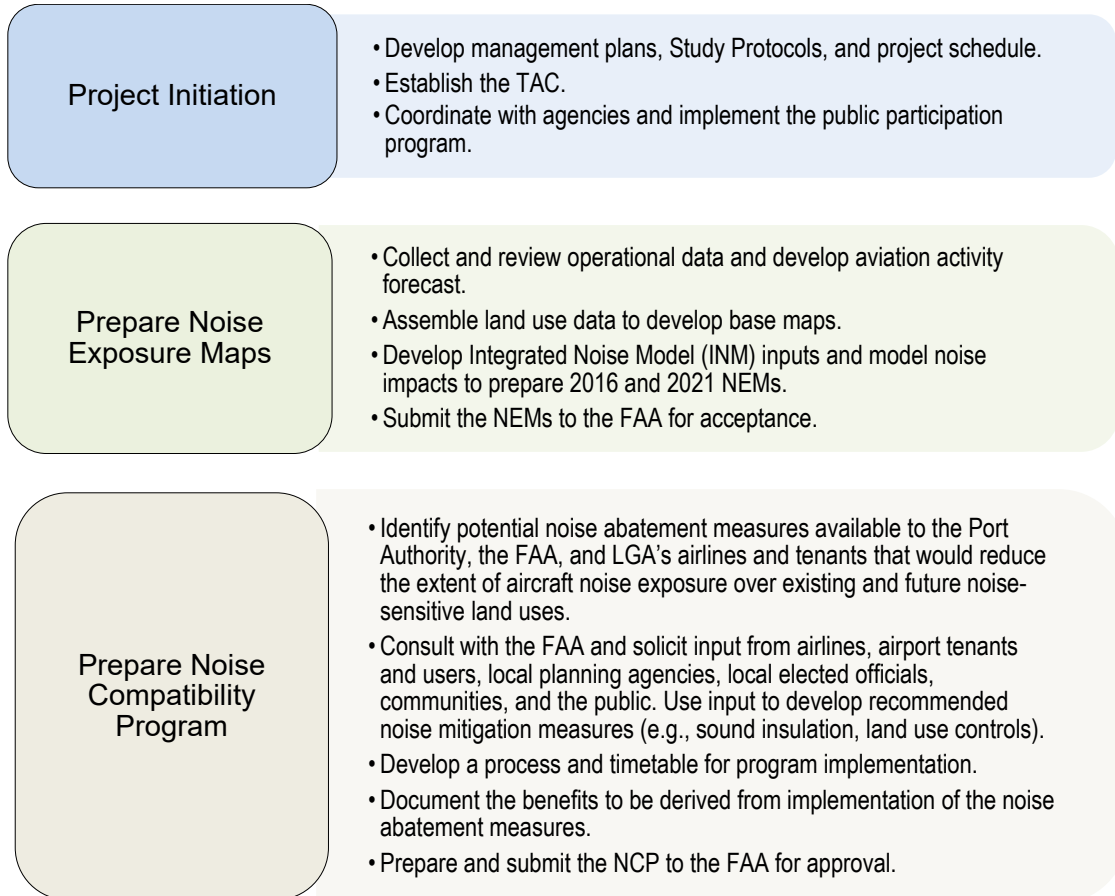 Project Initiation
• Develop management plans, Study Protocols, and project schedule.
• Establish the TAC.
• Coordinate with agencies and implement the public participation
program.
Prepare Noise
Exposure Maps
• Collect and review operational data and develop aviation activity
forecast.
• Assemble land use data to develop base maps.
• Develop Integrated Noise Model (INM) inputs and model noise
impacts to prepare 2016 and 2021 NEMs.
• Submit the NEMs to the FAA for acceptance.
Prepare Noise
Compatibility
Program
• Identify potential noise abatement measures available to the Port
Authority, the FAA, and LGA’s airlines and tenants that would reduce
the extent of aircraft noise exposure over existing and future noise-
sensitive land uses.
• Consult with the FAA and solicit input from airlines, airport tenants
and users, local planning agencies, local elected officials,
communities, and the public. Use input to develop recommended
noise mitigation measures (e.g., sound insulation, land use controls).
• Develop a process and timetable for program implementation.
• Document the benefits to be derived from implementation of the noise
abatement measures.
• Prepare and submit the NCP to the FAA for approval.